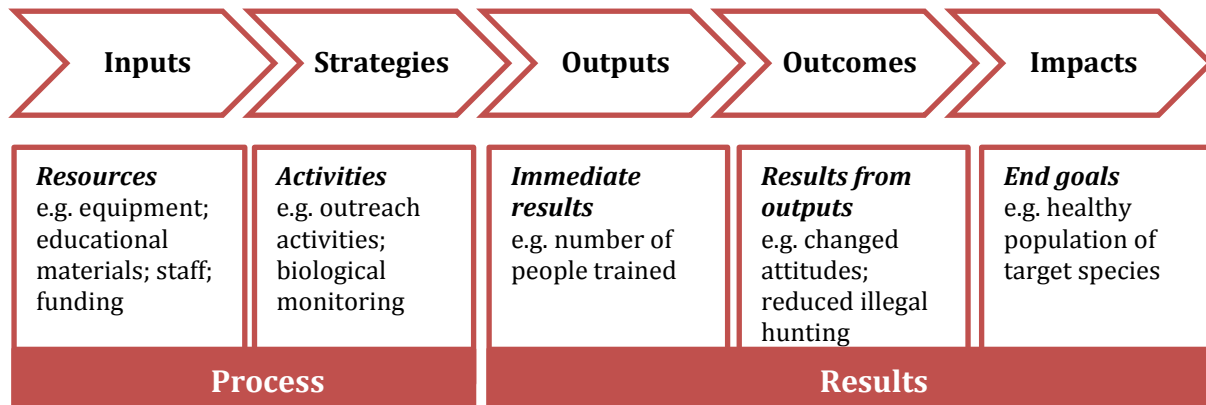 Inputs
Strategies
Outputs
Outcomes
Impacts
Resources
e.g. equipment;
educational
materials; staff;
funding
Activities
e.g. outreach
activities;
biological
monitoring
Immediate
results
e.g. number of
people trained
Results from
outputs
e.g. changed
attitudes;
reduced illegal
hunting
End goals
e.g. healthy
population of
target species
Process
Results